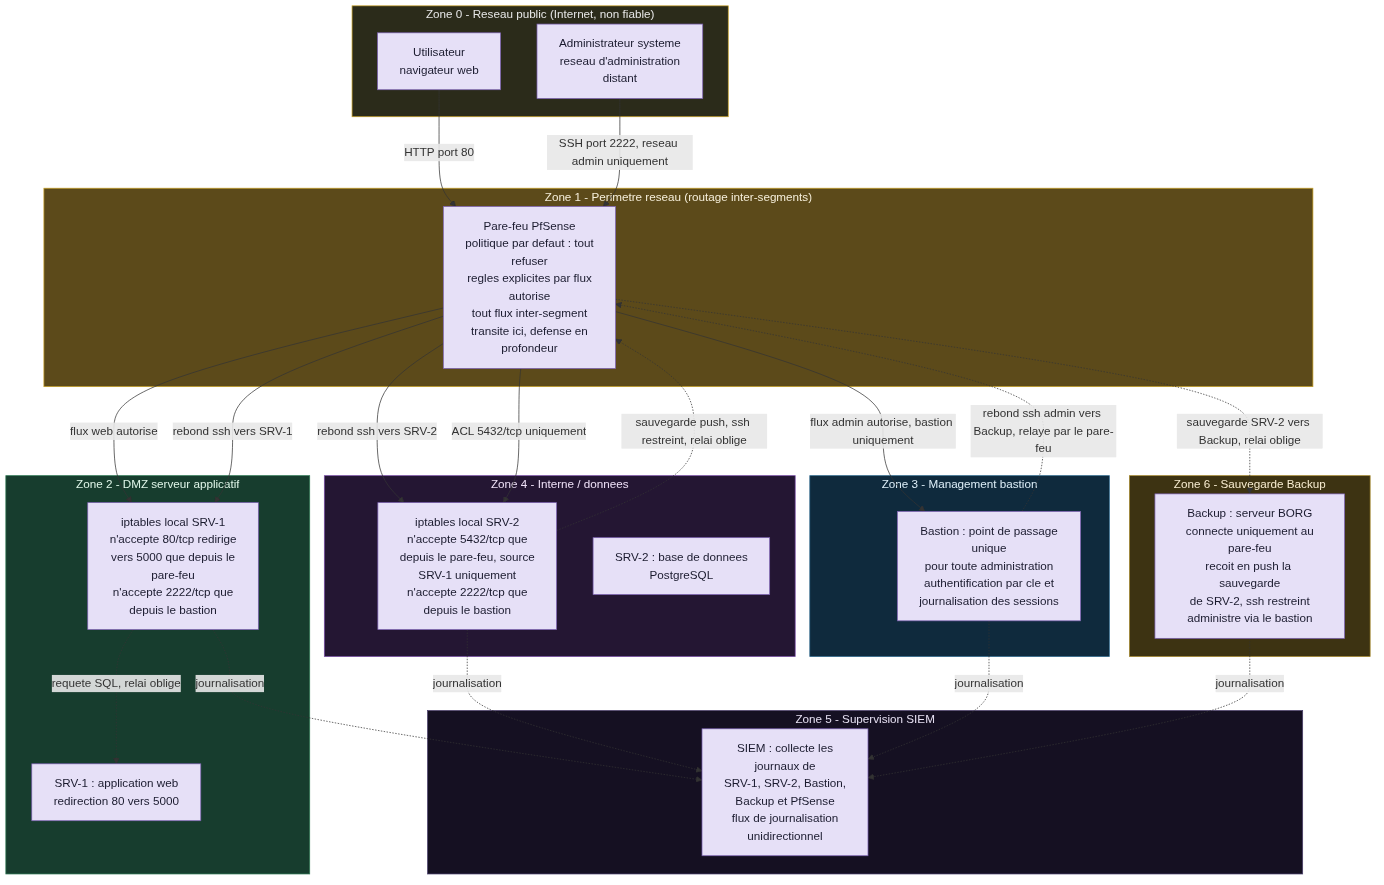 Zone 0 - Reseau public (Internet, non fiable)
Utilisateur
navigateur web
Administrateur systeme
reseau d'administration
distant
HTTP port 80
SSH port 2222, reseau
admin uniquement
Zone 1 - Perimetre reseau (routage inter-segments)
Pare-feu PfSense
politique par defaut : tout
refuser
regles explicites par flux
autorise
tout flux inter-segment
transite ici, defense en
profondeur
flux web autorise
rebond ssh vers SRV-1
rebond ssh vers SRV-2
ACL 5432/tcp uniquement
sauvegarde push, ssh
restreint, relai oblige
flux admin autorise, bastion
uniquement
rebond ssh admin vers
Backup, relaye par le pare-
feu
sauvegarde SRV-2 vers
Backup, relai oblige
Zone 2 - DMZ serveur applicatif
iptables local SRV-1
n'accepte 80/tcp redirige
vers 5000 que depuis le
pare-feu
n'accepte 2222/tcp que
depuis le bastion
requete SQL, relai oblige
journalisation
SRV-1 : application web
redirection 80 vers 5000
Zone 4 - Interne / donnees
iptables local SRV-2
n'accepte 5432/tcp que
depuis le pare-feu, source
SRV-1 uniquement
n'accepte 2222/tcp que
depuis le bastion
SRV-2 : base de donnees
PostgreSQL
Zone 3 - Management bastion
Bastion : point de passage
unique
pour toute administration
authentification par cle et
journalisation des sessions
Zone 6 - Sauvegarde Backup
Backup : serveur BORG
connecte uniquement au
pare-feu
recoit en push la
sauvegarde
de SRV-2, ssh restreint
administre via le bastion
journalisation
journalisation
journalisation
Zone 5 - Supervision SIEM
SIEM : collecte les
journaux de
SRV-1, SRV-2, Bastion,
Backup et PfSense
flux de journalisation
unidirectionnel